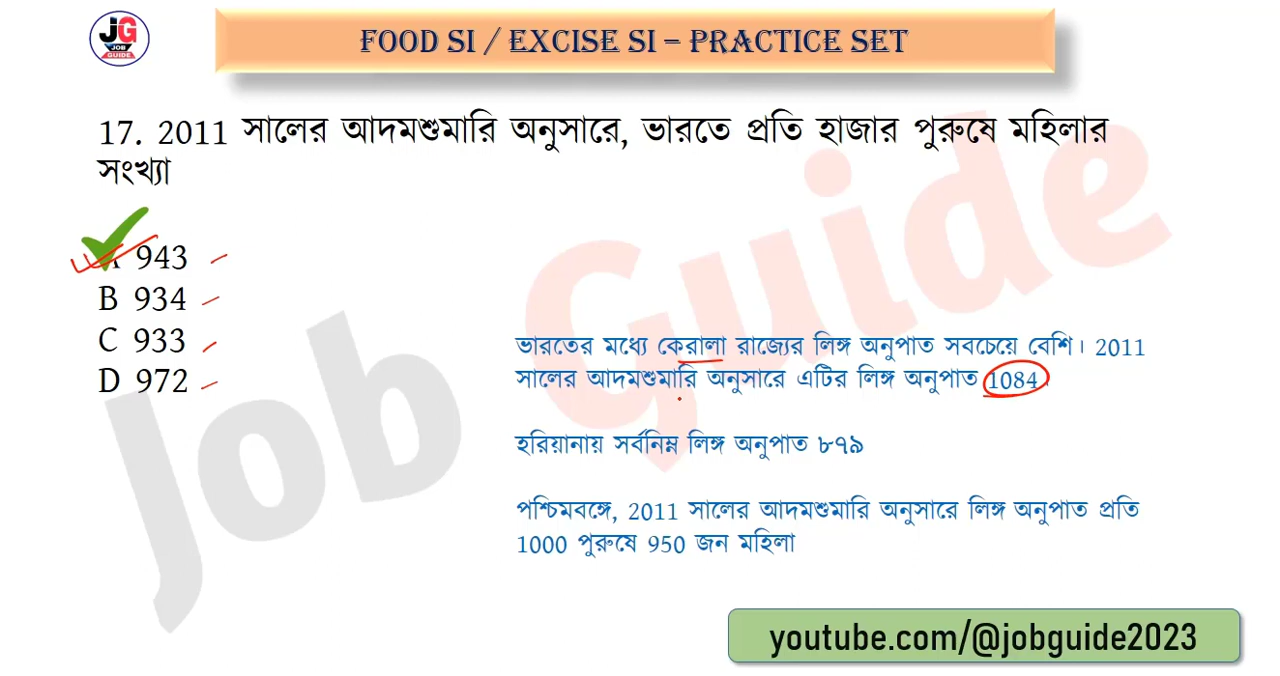 JG
JOB
GUIDE
FOOD SI / EXCISE SI – PRACTICE SET
17. 2011 সালের আদমশুমারি অনুসারে, ভারতে প্রতি হাজার পুরুষে মহিলার
সংখ্যা
A 943
B 934
C 933
D 972
ভারতের মধ্যে কেরালা রাজ্যের লিঙ্গ অনুপাত সবচেয়ে বেশি। 2011
সালের আদমশুমারি অনুসারে এটির লিঙ্গ অনুপাত 1084
হরিয়ানায় সর্বনিম্ন লিঙ্গ অনুপাত ৮৭৯
পশ্চিমবঙ্গে, 2011 সালের আদমশুমারি অনুসারে লিঙ্গ অনুপাত প্রতি
1000 পুরুষে 950 জন মহিলা
Job Guide
youtube.com/@jobguide2023